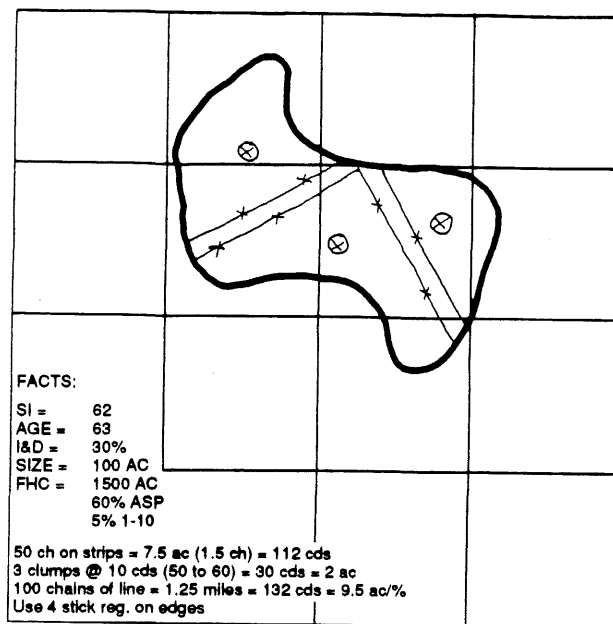 FACTS:
SI = 62
AGE = 63
I&D = 30%
SIZE = 100 AC
FHC = 1500 AC
60% ASP
5% 1-10
50 ch on strips = 7.5 ac (1.5 ch) = 112 cds
3 clumps @ 10 cds (50 to 60) = 30 cds = 2 ac
100 chains of line = 1.25 miles = 132 cds = 9.5 ac/%
Use 4 stick reg. on edges